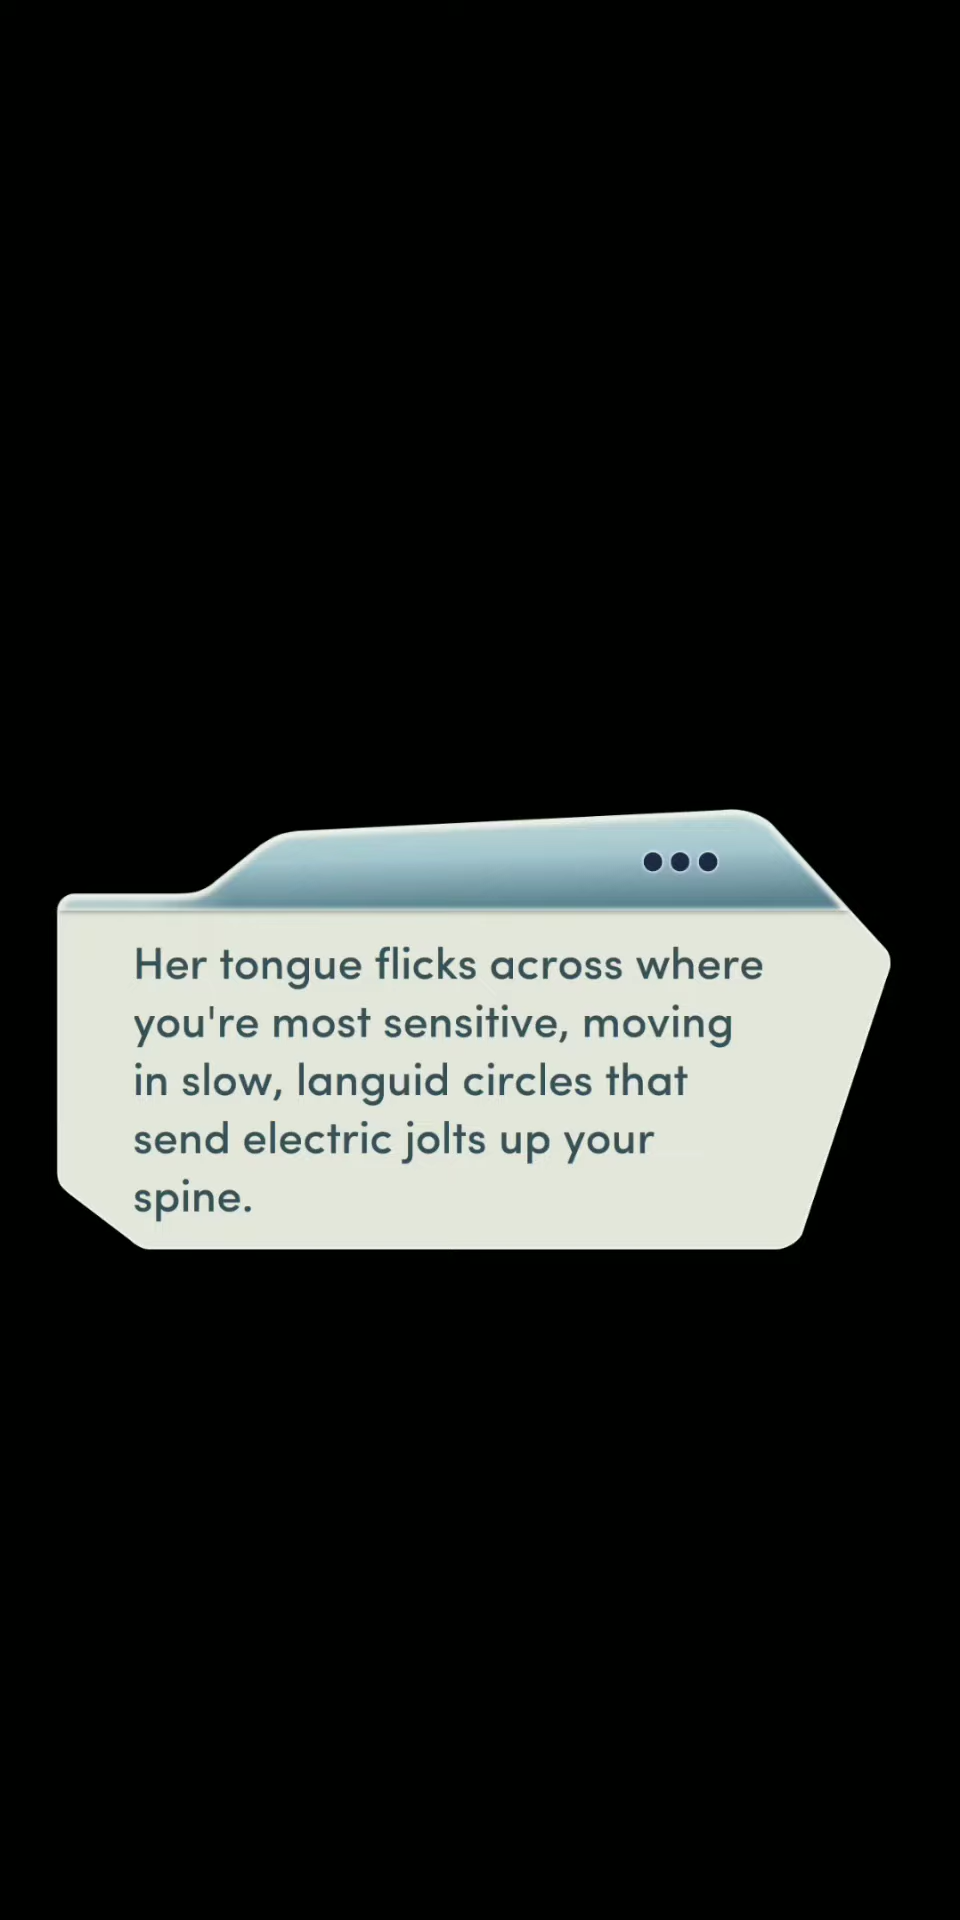 Her tongue flicks across where
you're most sensitive, moving
in slow, languid circles that
send electric jolts up your
spine.